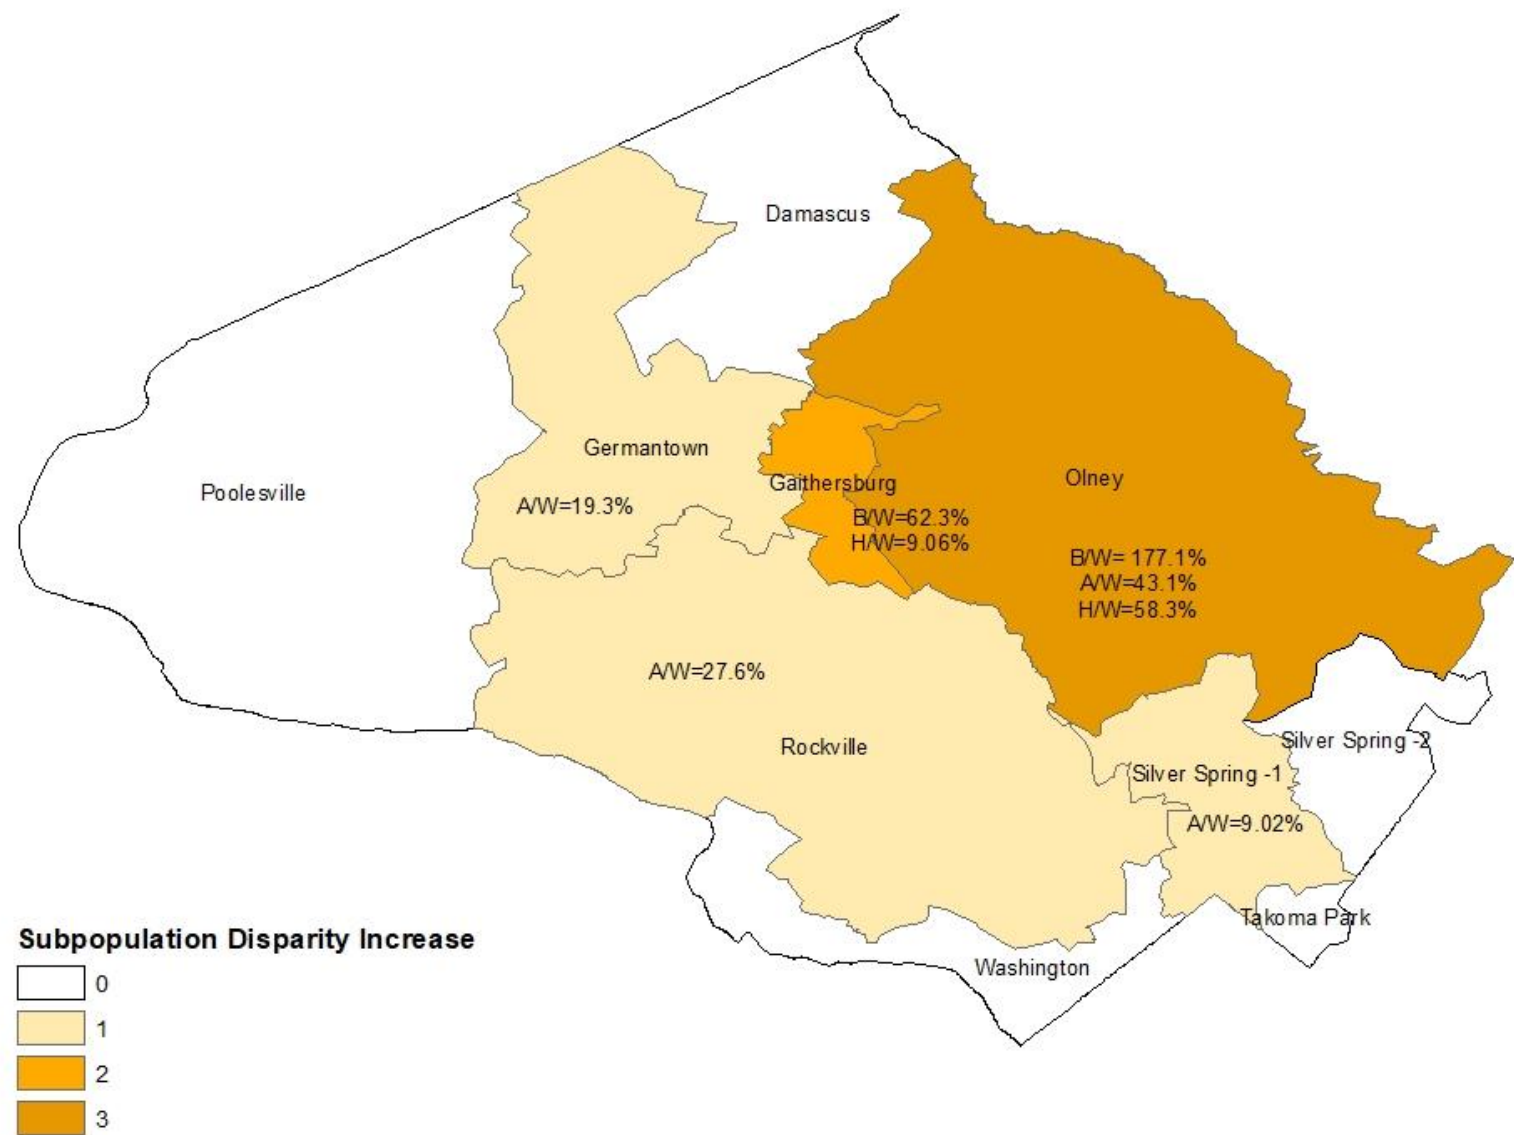 Damascus
Germantown
Poolesville
A/W=19.3%
Gaithersburg
B/W=62.3%
H/W=9.06%
Olney
B/W= 177.1%
A/W=43.1%
H/W=58.3%
A/W=27.6%
Rockville
Silver Spring -2
Silver Spring -1
A/W=9.02%
Takoma Park
Washington
Subpopulation Disparity Increase
0
1
2
3